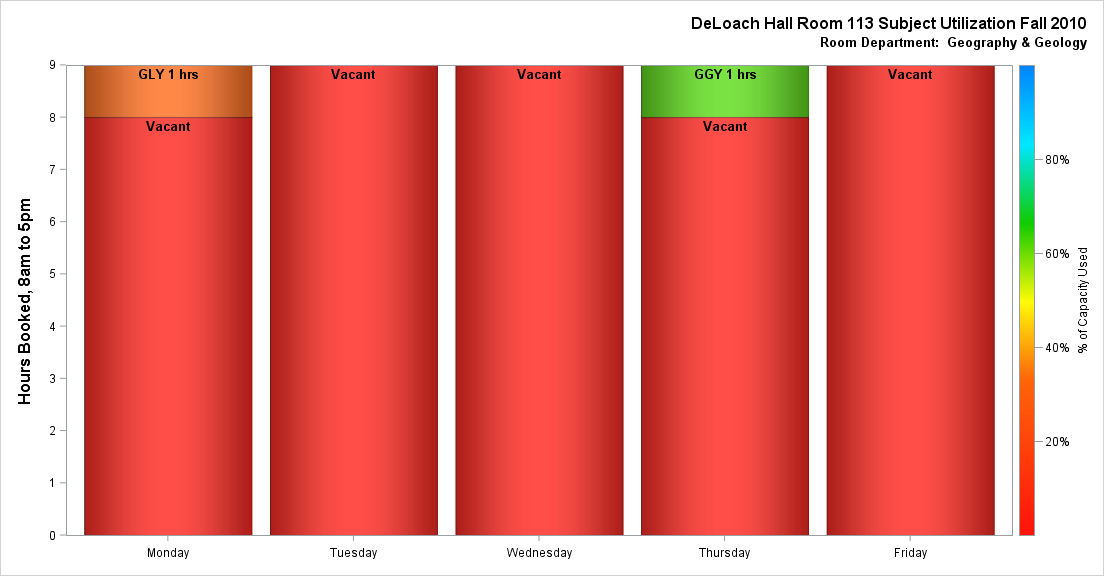 DeLoach Hall Room 113 Subject Utilization Fall 2010
Room Department:  Geography & Geology
Hours Booked, 8am to 5pm
9
8
7
6
5
4
3
2
1
0
GLY 1 hrs
Vacant
Vacant
Vacant
GGY 1 hrs
Vacant
Vacant
Monday
Tuesday
Wednesday
Thursday
Friday
80%
60%
40%
20%
% of Capacity Used